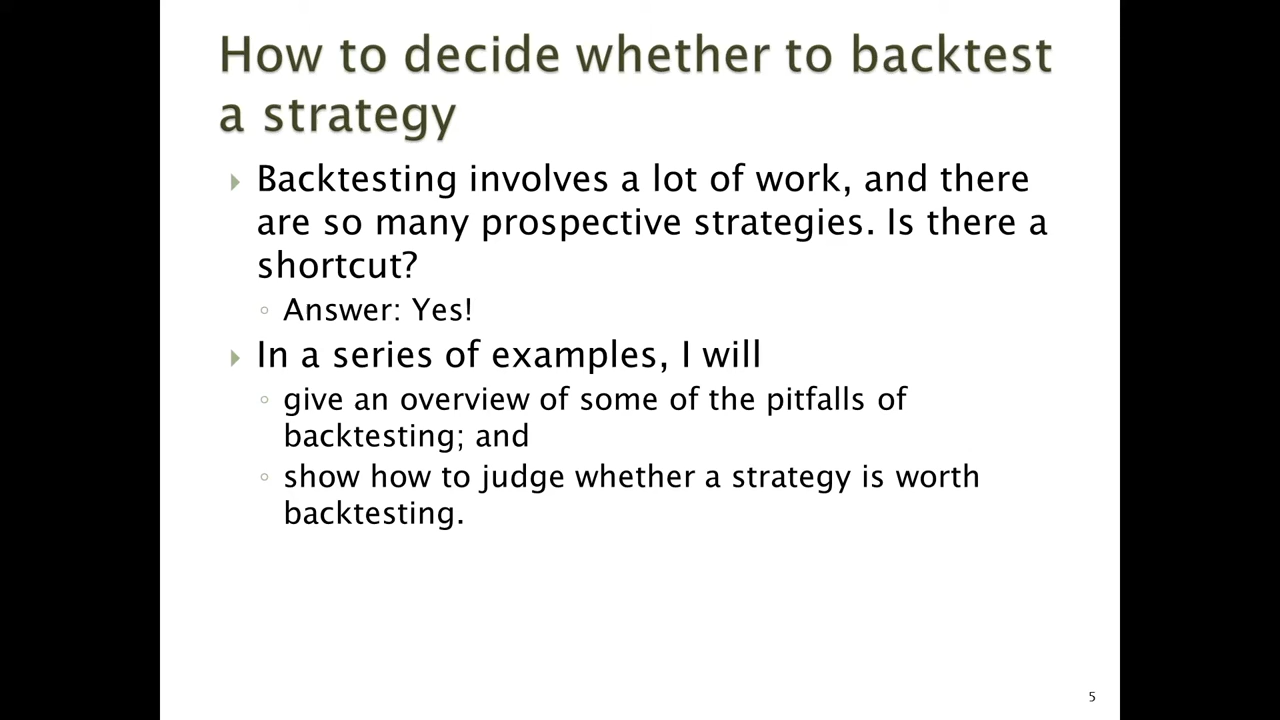 How to decide whether to backtest
a strategy
Backtesting involves a lot of work, and there
are so many prospective strategies. Is there a
shortcut?
Answer: Yes!
In a series of examples, I will
give an overview of some of the pitfalls of
backtesting; and
show how to judge whether a strategy is worth
backtesting.
5